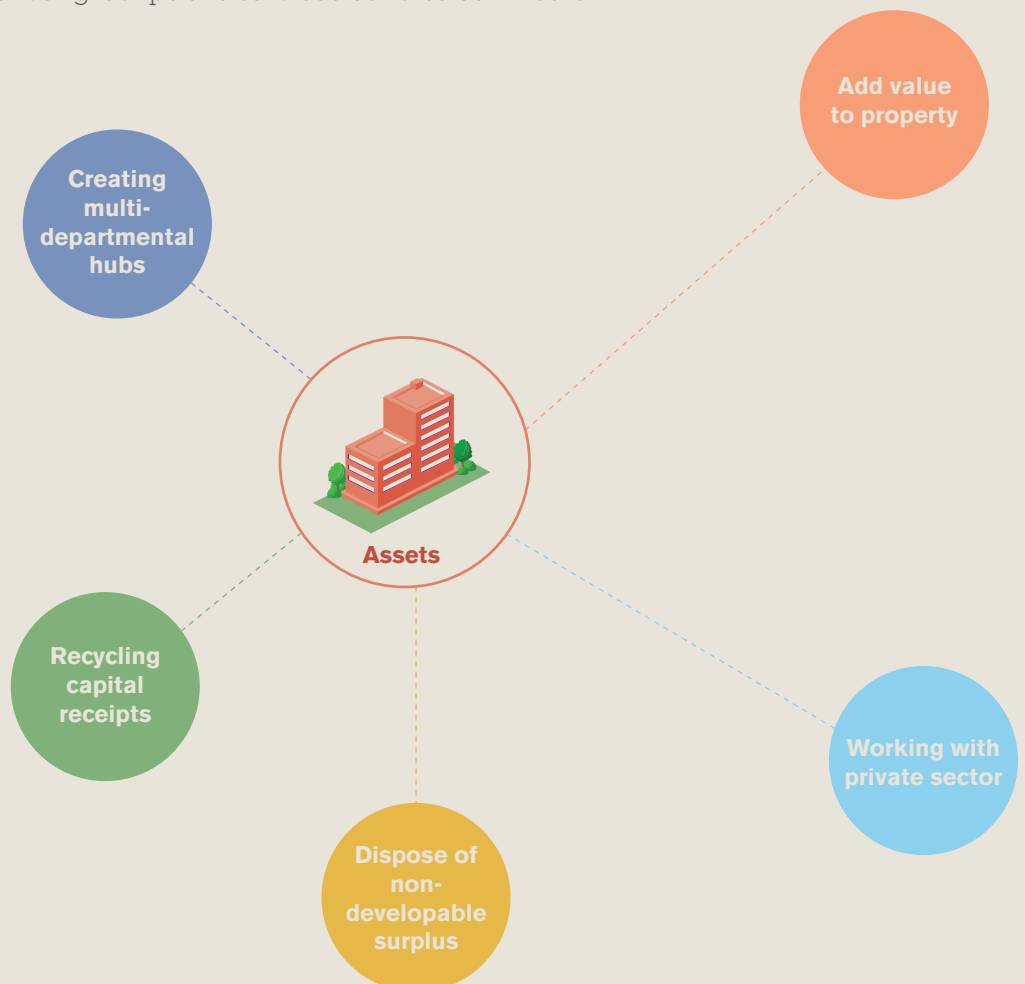 Add value
to property
Creating
multi-
departmental
hubs
Assets
Recycling
capital
receipts
Working with
private sector
Dispose of
non-
developable
surplus